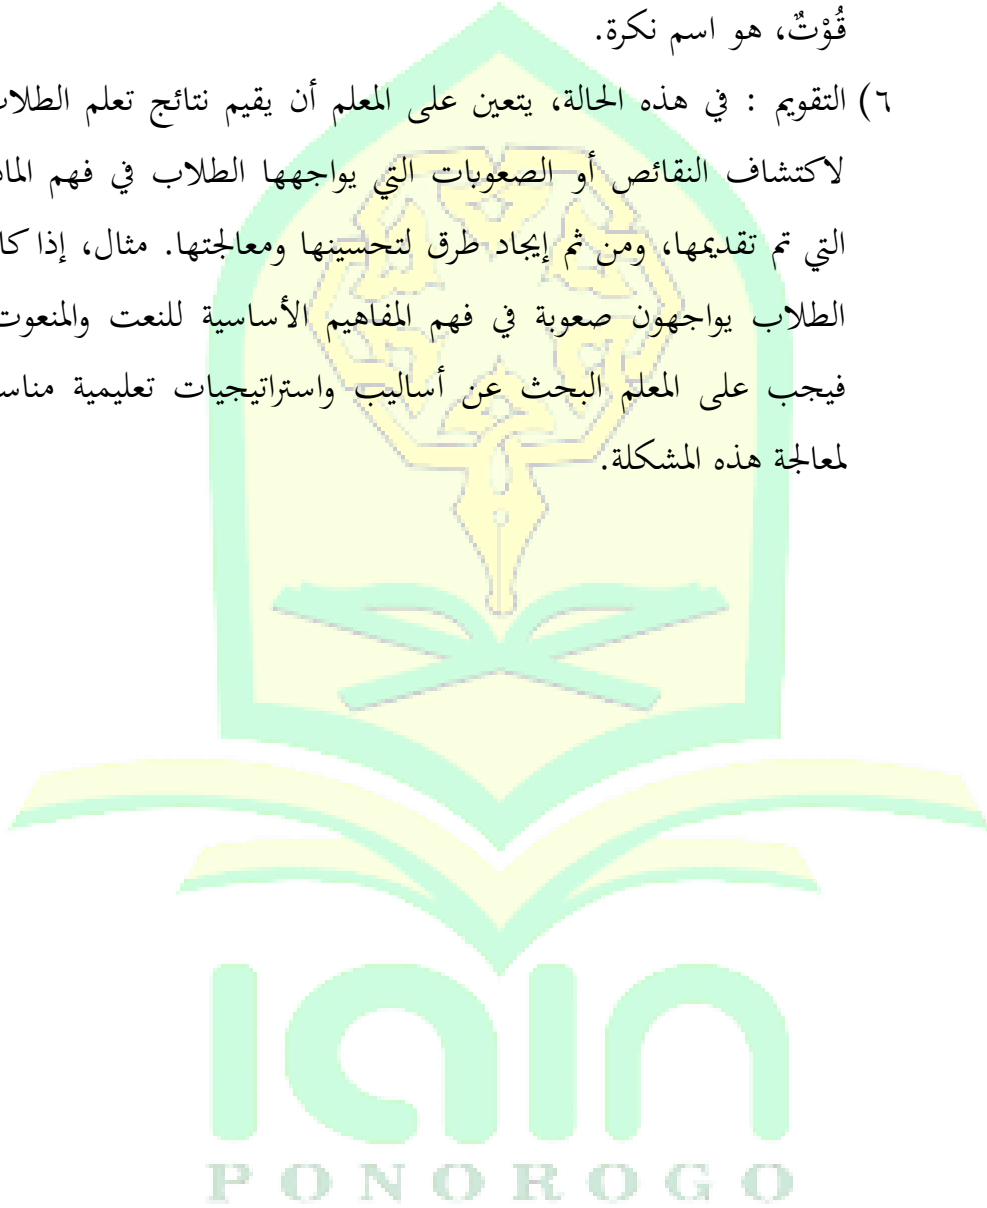 قُوْتٌ، هو اسم نكرة.
٦) التقويم : في هذه الحالة، يتعين على المعلم أن يقيم نتائج تعلم
لاكتشاف النقائص أو الصعوبات التي يواجهها الطلاب في فهم
التي تم تقديمها، ومن ثم إيجاد طرق لتحسينها ومعالجتها. مثال، إذا
الطلاب يواجهون صعوبة في فهم المفاهيم الأساسية للنعت والمنعوت
فيجب على المعلم البحث عن أساليب واستراتيجيات تعليمية
لمعالجة هذه المشكلة.
iain
PONOROGO